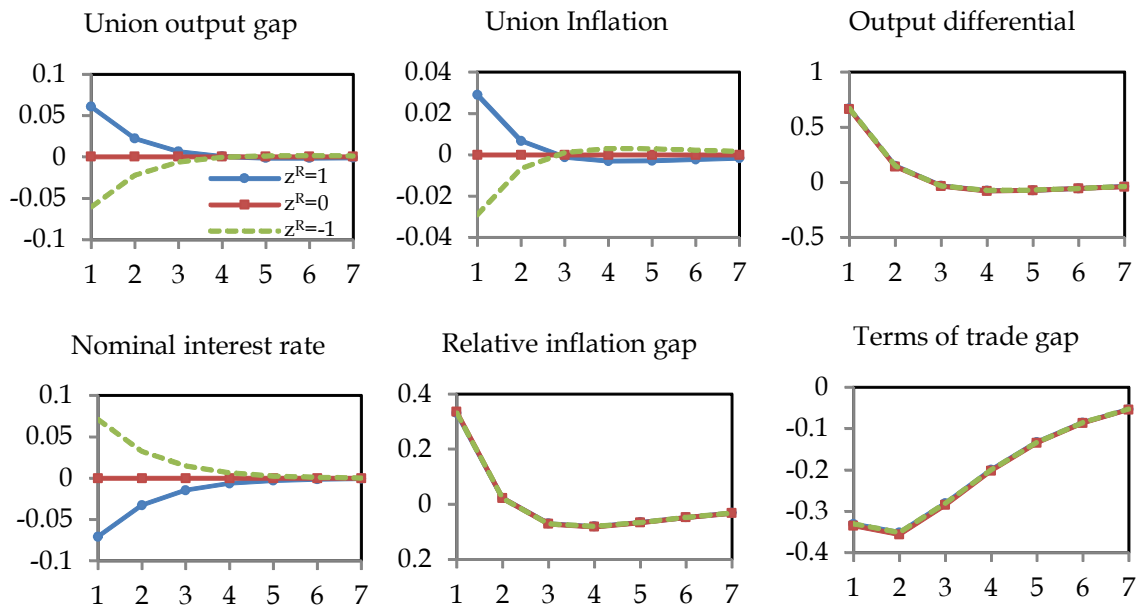 Union output gap
0.1
0.05
0
-0.05
-0.1
z^R=1
z^R=0
z^R=-1
1 2 3 4 5 6 7
Union Inflation
0.04
0.02
0
-0.02
-0.04
1 2 3 4 5 6 7
Output differential
1
0.5
0
-0.5
1 2 3 4 5 6 7
Nominal interest rate
0.1
0.05
0
-0.05
-0.1
1 2 3 4 5 6 7
Relative inflation gap
0.4
0.2
0
0.2
1 2 3 4 5 6 7
Terms of trade gap
0
-0.1
-0.2
-0.3
-0.4
1 2 3 4 5 6 7